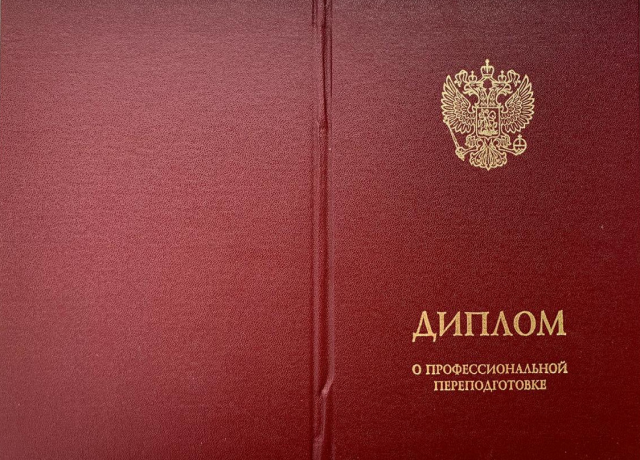 ДИПЛОМ
О ПРОФЕССИОНАЛЬНОЙ
ПЕРЕПОДГОТОВКЕ